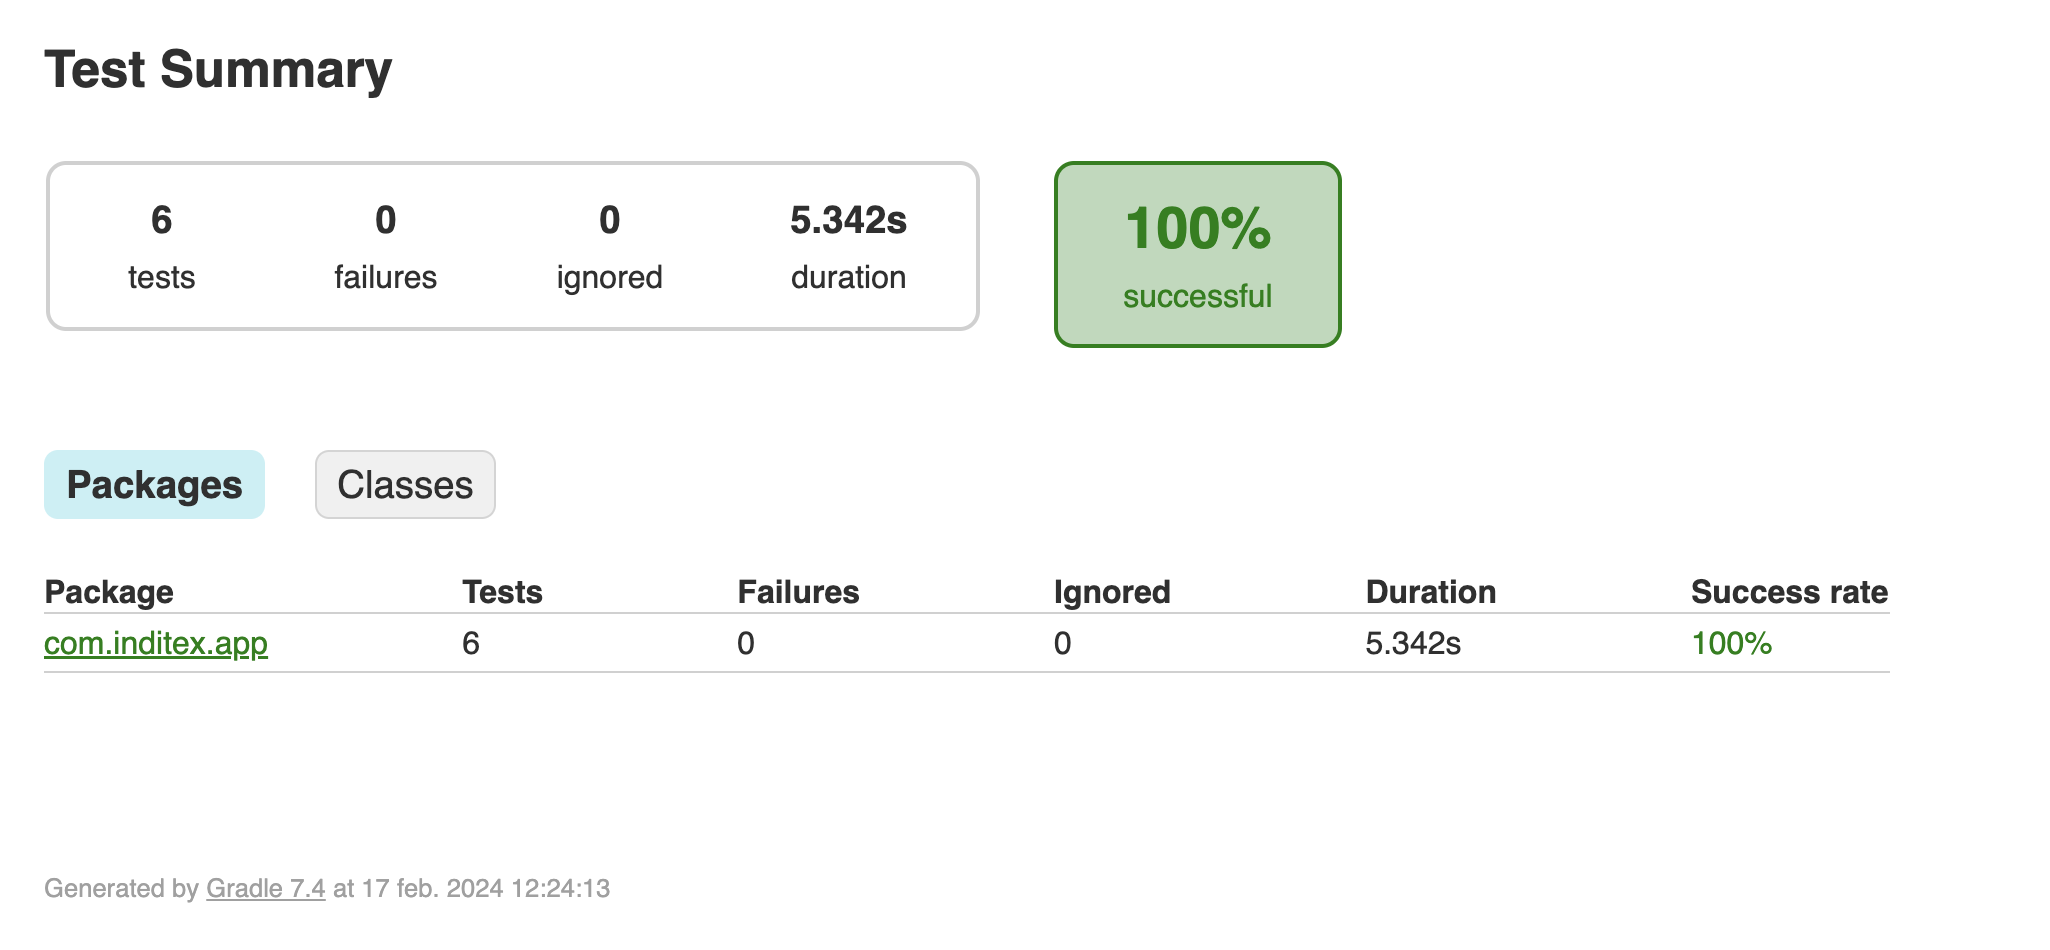 Test Summary
6 0 0 5.342s
tests failures ignored duration
100%
successful
Packages Classes
Package Tests Failures Ignored Duration Success rate
com.inditex.app 6 0 0 5.342s 100%
Generated by Gradle 7.4 at 17 feb. 2024 12:24:13